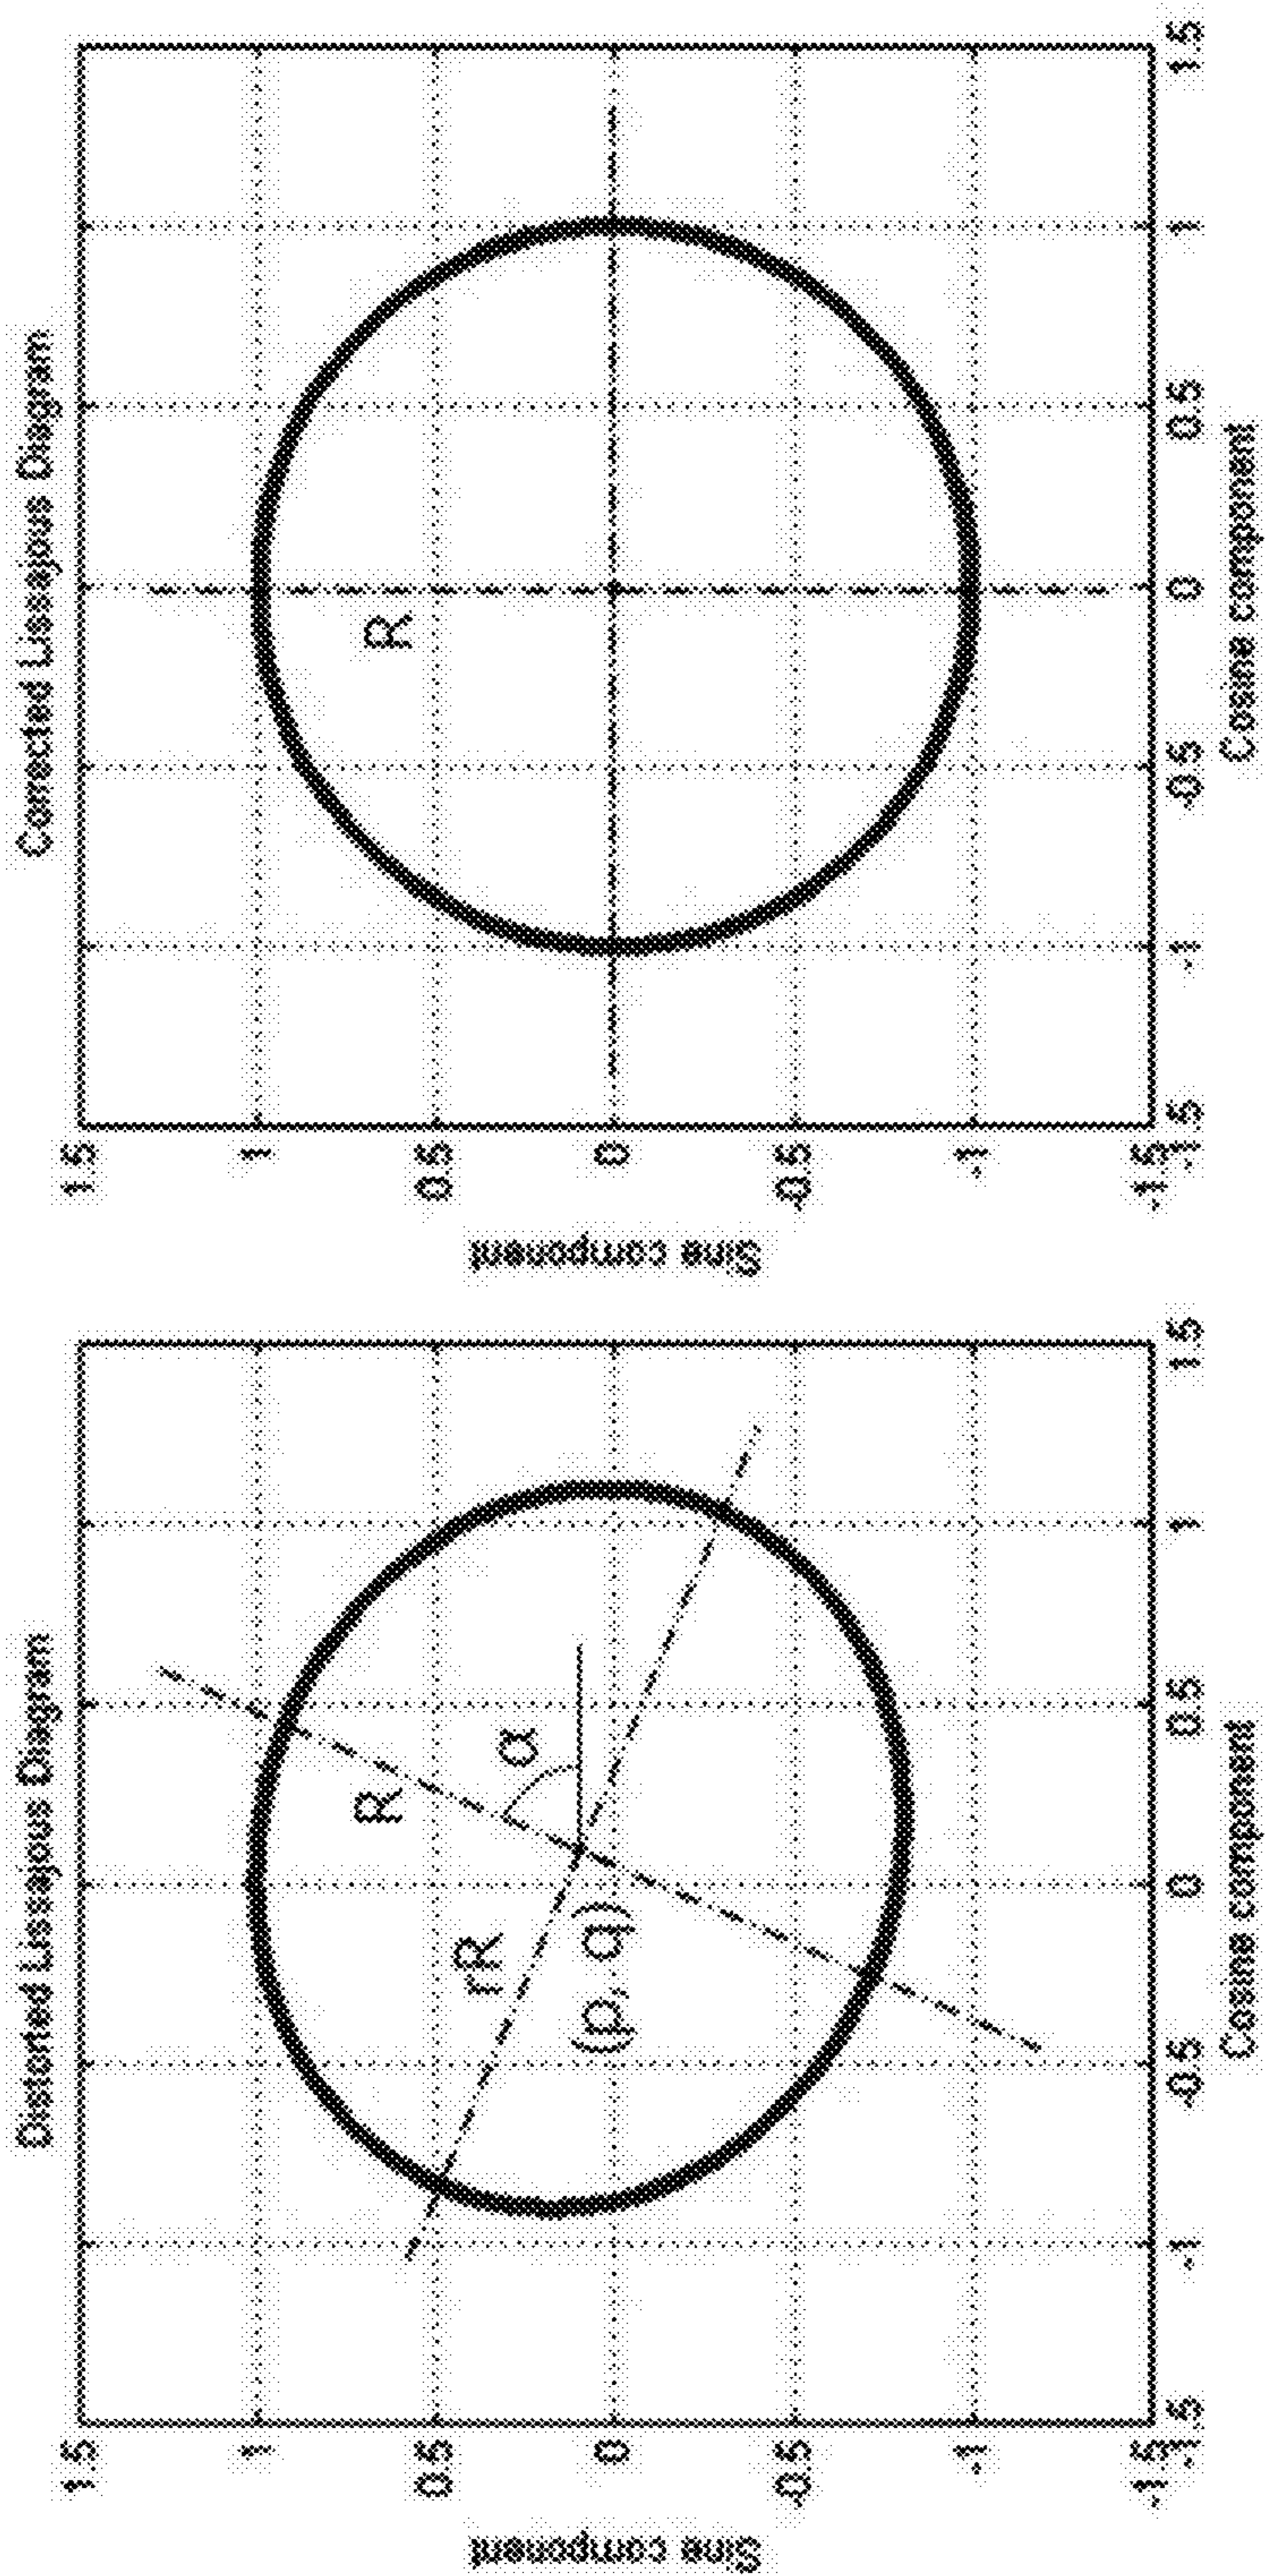 Distorted Lissajous Diagram
Sine component
1.5
1
0.5
0
-0.5
-1
-1.5
R
α
rR
(p, q)
-1.5
-1
-0.5
0
0.5
1
1.5
Cosine component
Corrected Lissajous Diagram
Sine component
1.5
1
0.5
0
-0.5
-1
-1.5
R
-1.5
-1
-0.5
0
0.5
1
1.5
Cosine component